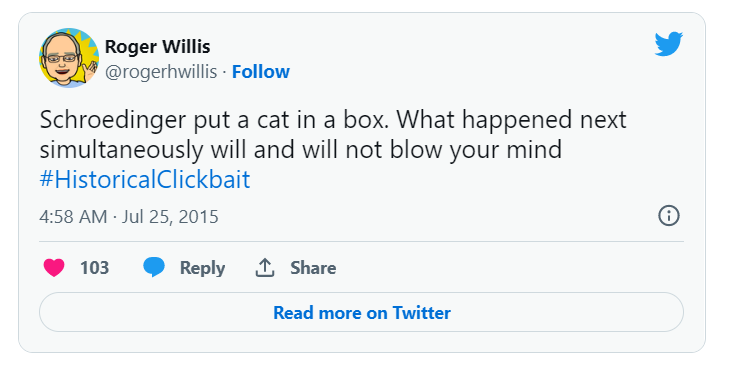 Roger Willis
@rogerhwillis · Follow
Schroedinger put a cat in a box. What happened next
simultaneously will and will not blow your mind
#HistoricalClickbait
4:58 AM · Jul 25, 2015
103 Reply Share
Read more on Twitter